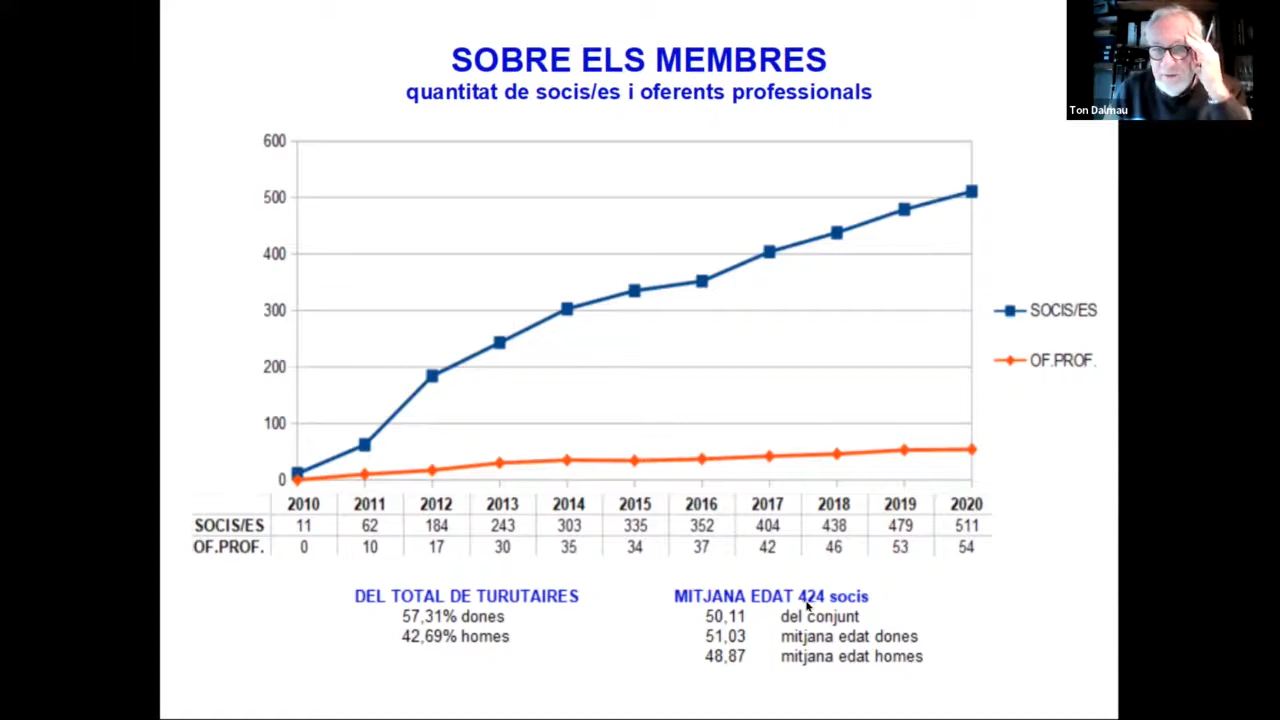 SOBRE ELS MEMBRES
quantitat de socis/es i oferents professionals
Ton Dalmau
600
500
400
300
200
100
0
SOCIS/ES
OF.PROF.
2010 2011 2012 2013 2014 2015 2016 2017 2018 2019 2020
SOCIS/ES 11 62 184 243 303 335 352 404 438 479 511
OF.PROF. 0 10 17 30 35 34 37 42 46 53 54
DEL TOTAL DE TURUTAIRES
57,31% dones
42,69% homes
MITJANA EDAT 424 socis
50,11 del conjunt
51,03 mitjana edat dones
48,87 mitjana edat homes